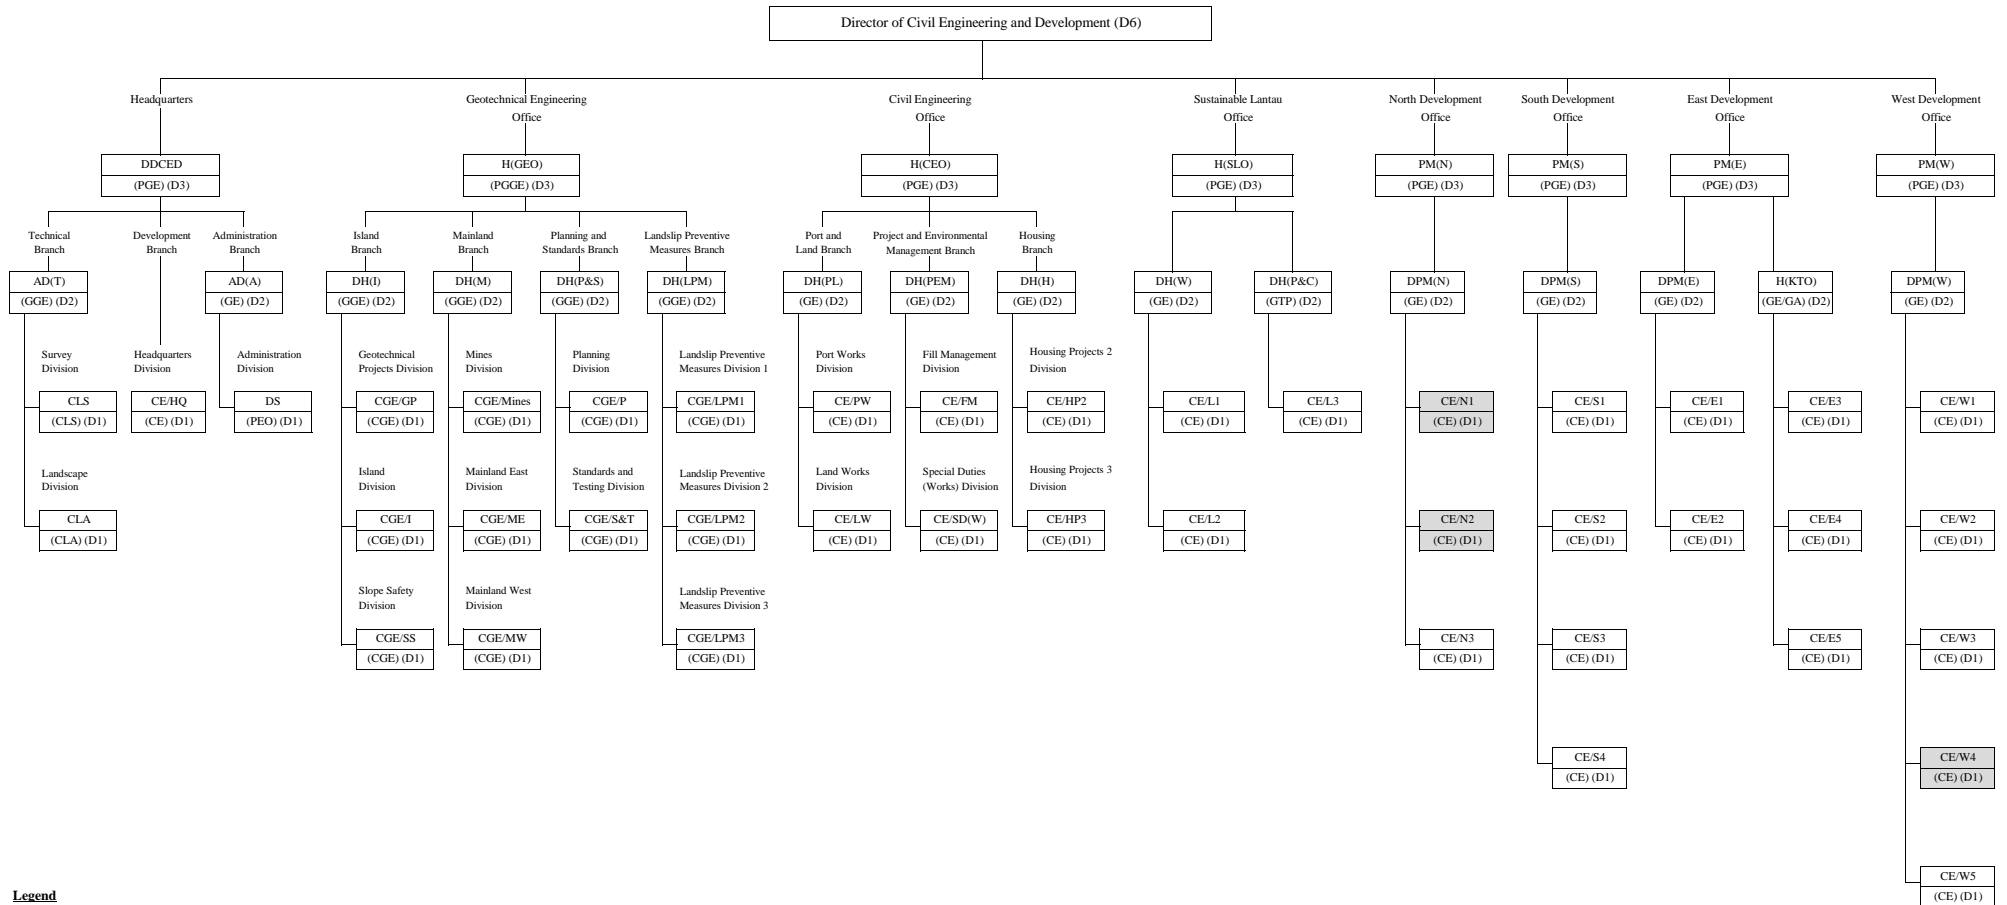 Director of Civil Engineering and Development (D6)
Headquarters
Geotechnical Engineering
Office
Civil Engineering
Office
Sustainable Lantau
Office
North Development
Office
South Development
Office
East Development
Office
West Development
Office
DDCED
(PGE) (D3)
H(GEO)
(PGGE) (D3)
H(CEO)
(PGE) (D3)
H(SLO)
(PGE) (D3)
PM(N)
(PGE) (D3)
PM(S)
(PGE) (D3)
PM(E)
(PGE) (D3)
PM(W)
(PGE) (D3)
Technical
Branch
Development
Branch
Administration
Branch
Island
Branch
Mainland
Branch
Planning and
Standards Branch
Landslip Preventive
Measures Branch
Port and
Land Branch
Project and Environmental
Management Branch
Housing
Branch
AD(T)
(GGE) (D2)
AD(A)
(GE) (D2)
DH(I)
(GGE) (D2)
DH(M)
(GGE) (D2)
DH(P&S)
(GGE) (D2)
DH(LPM)
(GGE) (D2)
DH(PL)
(GE) (D2)
DH(PEM)
(GE) (D2)
DH(H)
(GE) (D2)
DH(W)
(GE) (D2)
DH(P&C)
(GTP) (D2)
DPM(N)
(GE) (D2)
DPM(S)
(GE) (D2)
DPM(E)
(GE) (D2)
H(KTO)
(GE/GA) (D2)
DPM(W)
(GE) (D2)
Survey
Division
Headquarters
Division
Administration
Division
Geotechnical
Projects Division
Mines
Division
Planning
Division
Landslip Preventive
Measures Division 1
Port Works
Division
Fill Management
Division
Housing Projects 2
Division
CLS
(CLS) (D1)
CE/HQ
(CE) (D1)
DS
(PEO) (D1)
CGE/GP
(CGE) (D1)
CGE/Mines
(CGE) (D1)
CGE/P
(CGE) (D1)
CGE/LPM1
(CGE) (D1)
CE/PW
(CE) (D1)
CE/FM
(CE) (D1)
CE/HP2
(CE) (D1)
CE/L1
(CE) (D1)
CE/L3
(CE) (D1)
CE/N1
(CE) (D1)
CE/S1
(CE) (D1)
CE/E1
(CE) (D1)
CE/E3
(CE) (D1)
CE/W1
(CE) (D1)
Landscape
Division
Island
Division
Mainland East
Division
Standards and
Testing Division
Landslip Preventive
Measures Division 2
Land Works
Division
Special Duties
(Works) Division
Housing Projects 3
Division
CLA
(CLA) (D1)
CGE/I
(CGE) (D1)
CGE/ME
(CGE) (D1)
CGE/S&T
(CGE) (D1)
CGE/LPM2
(CGE) (D1)
CE/LW
(CE) (D1)
CE/SD(W)
(CE) (D1)
CE/HP3
(CE) (D1)
CE/L2
(CE) (D1)
CE/N2
(CE) (D1)
CE/S2
(CE) (D1)
CE/E2
(CE) (D1)
CE/E4
(CE) (D1)
CE/W2
(CE) (D1)
Slope Safety
Division
Mainland West
Division
Landslip Preventive
Measures Division 3
CGE/SS
(CGE) (D1)
CGE/MW
(CGE) (D1)
CGE/LPM3
(CGE) (D1)
CE/N3
(CE) (D1)
CE/S3
(CE) (D1)
CE/E5
(CE) (D1)
CE/W3
(CE) (D1)
CE/S4
(CE) (D1)
CE/W4
(CE) (D1)
CE/W5
(CE) (D1)
Legend